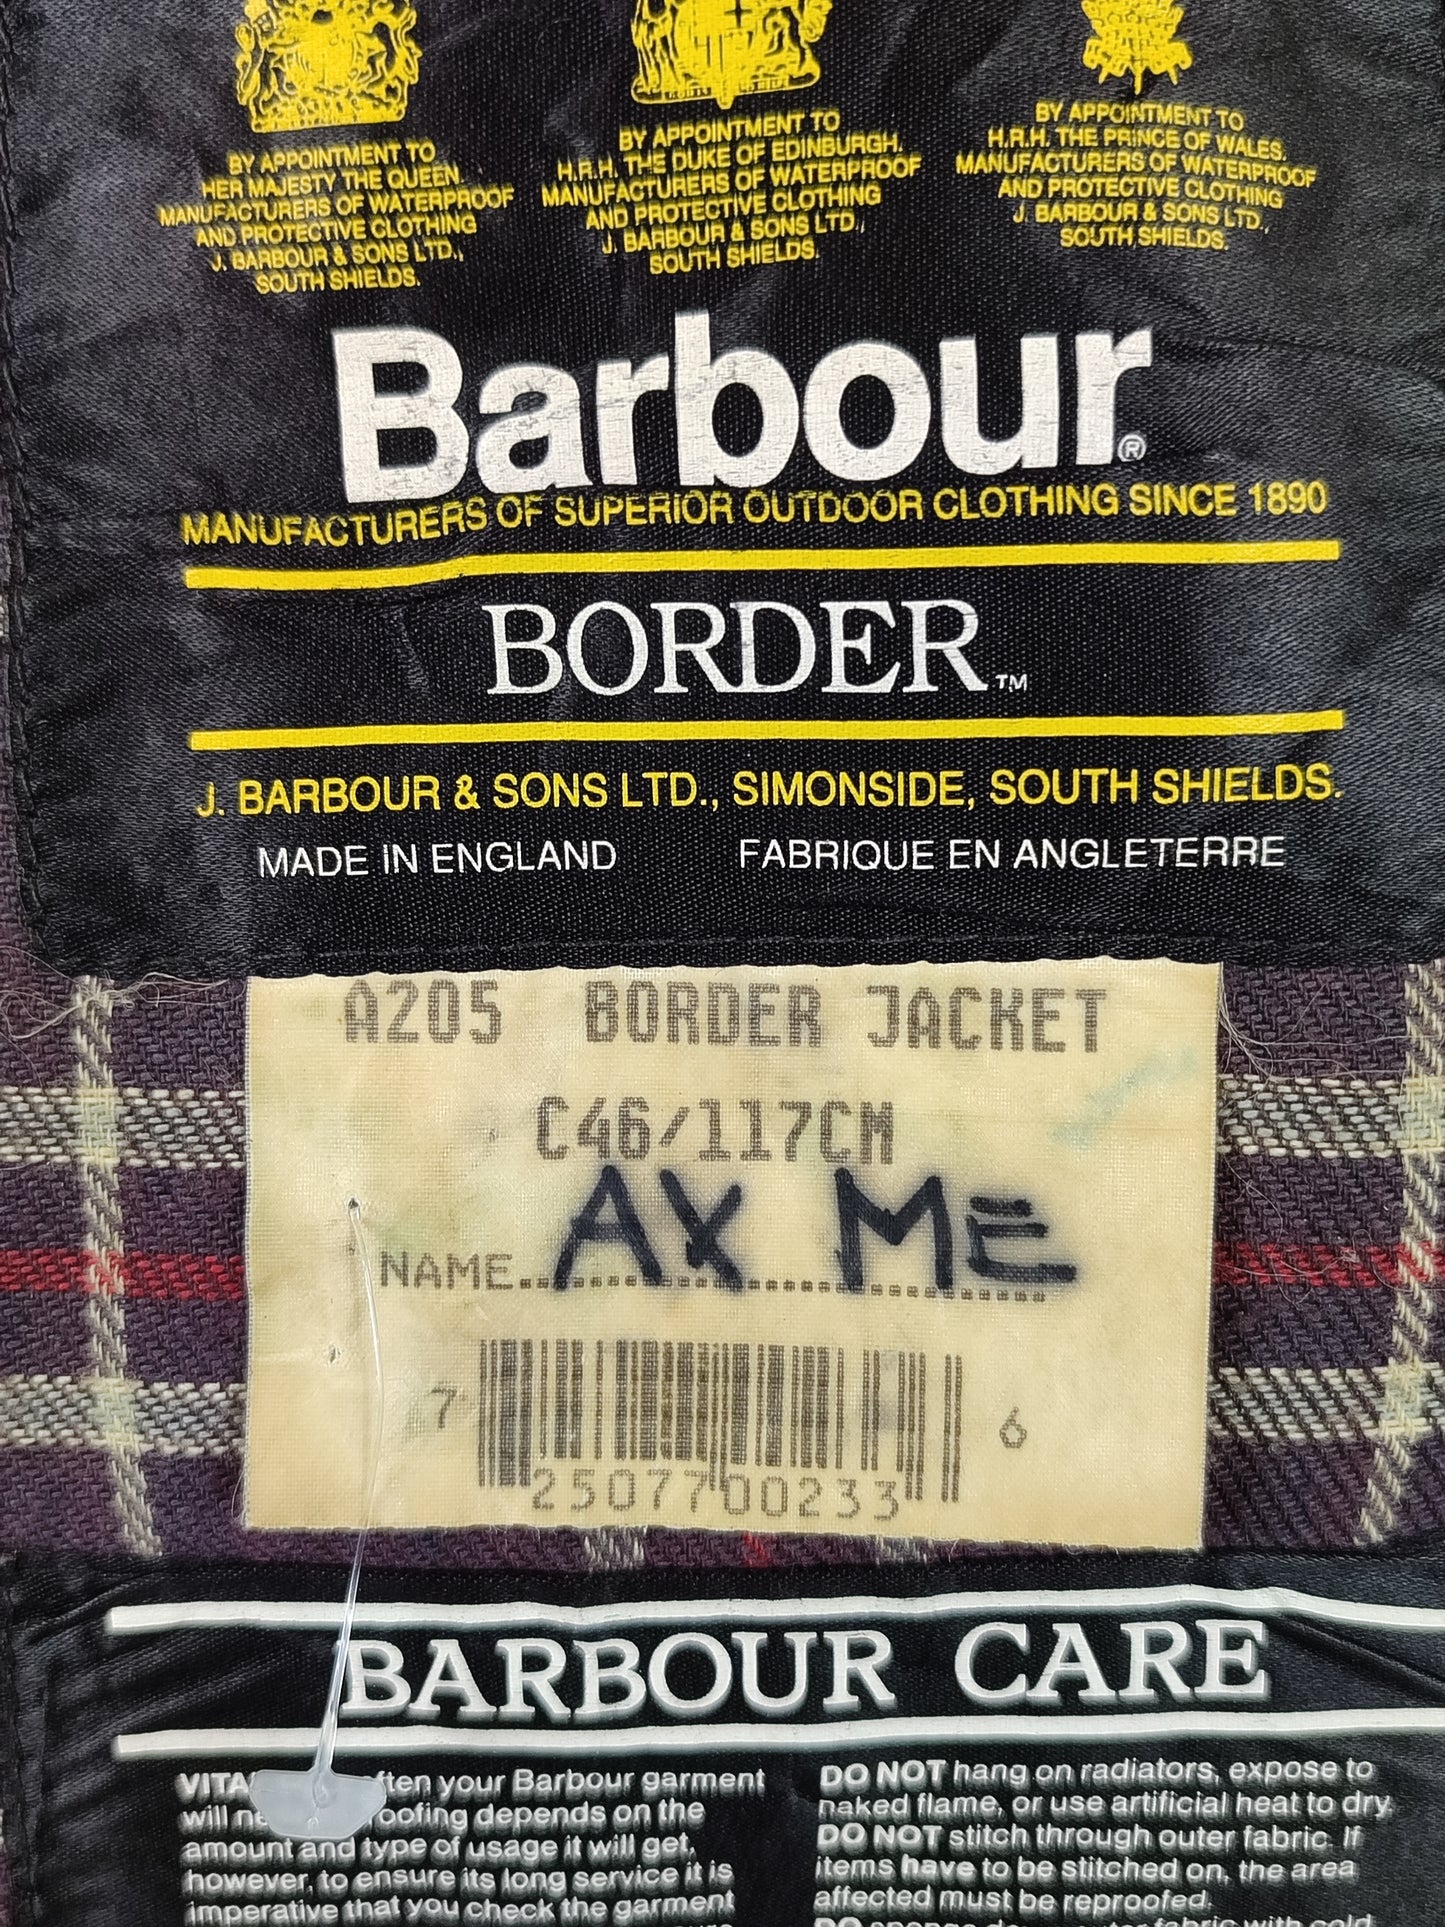 BY APPOINTMENT TO
HER MAJESTY THE QUEEN.
MANUFACTURERS OF WATERPROOF
AND PROTECTIVE CLOTHING
J. BARBOUR & SONS LTD.,
SOUTH SHIELDS.
BY APPOINTMENT TO
H.R.H. THE DUKE OF EDINBURGH.
MANUFACTURERS OF WATERPROOF
AND PROTECTIVE CLOTHING
J. BARBOUR & SONS LTD.,
SOUTH SHIELDS.
BY APPOINTMENT TO
H.R.H. THE PRINCE OF WALES.
MANUFACTURERS OF WATERPROOF
AND PROTECTIVE CLOTHING
J. BARBOUR & SONS LTD.,
SOUTH SHIELDS.
Barbour®
MANUFACTURERS OF SUPERIOR OUTDOOR CLOTHING SINCE 1890
BORDER™
J. BARBOUR & SONS LTD., SIMONSIDE, SOUTH SHIELDS.
MADE IN ENGLAND FABRIQUE EN ANGLETERRE
A205 BORDER JACKET
C46/117CM
NAME AX ME
7 2507700233 6
BARBOUR CARE
ften your Barbour garment
will oofing depends on the
amount and type of usage it will get,
however, to ensure its long service it is
imperative that you check the garment
DO NOT hang on radiators, expose to
naked flame, or use artificial heat to dry.
DO NOT stitch through outer fabric. If
items have to be stitched on, the area
affected must be reproofed.